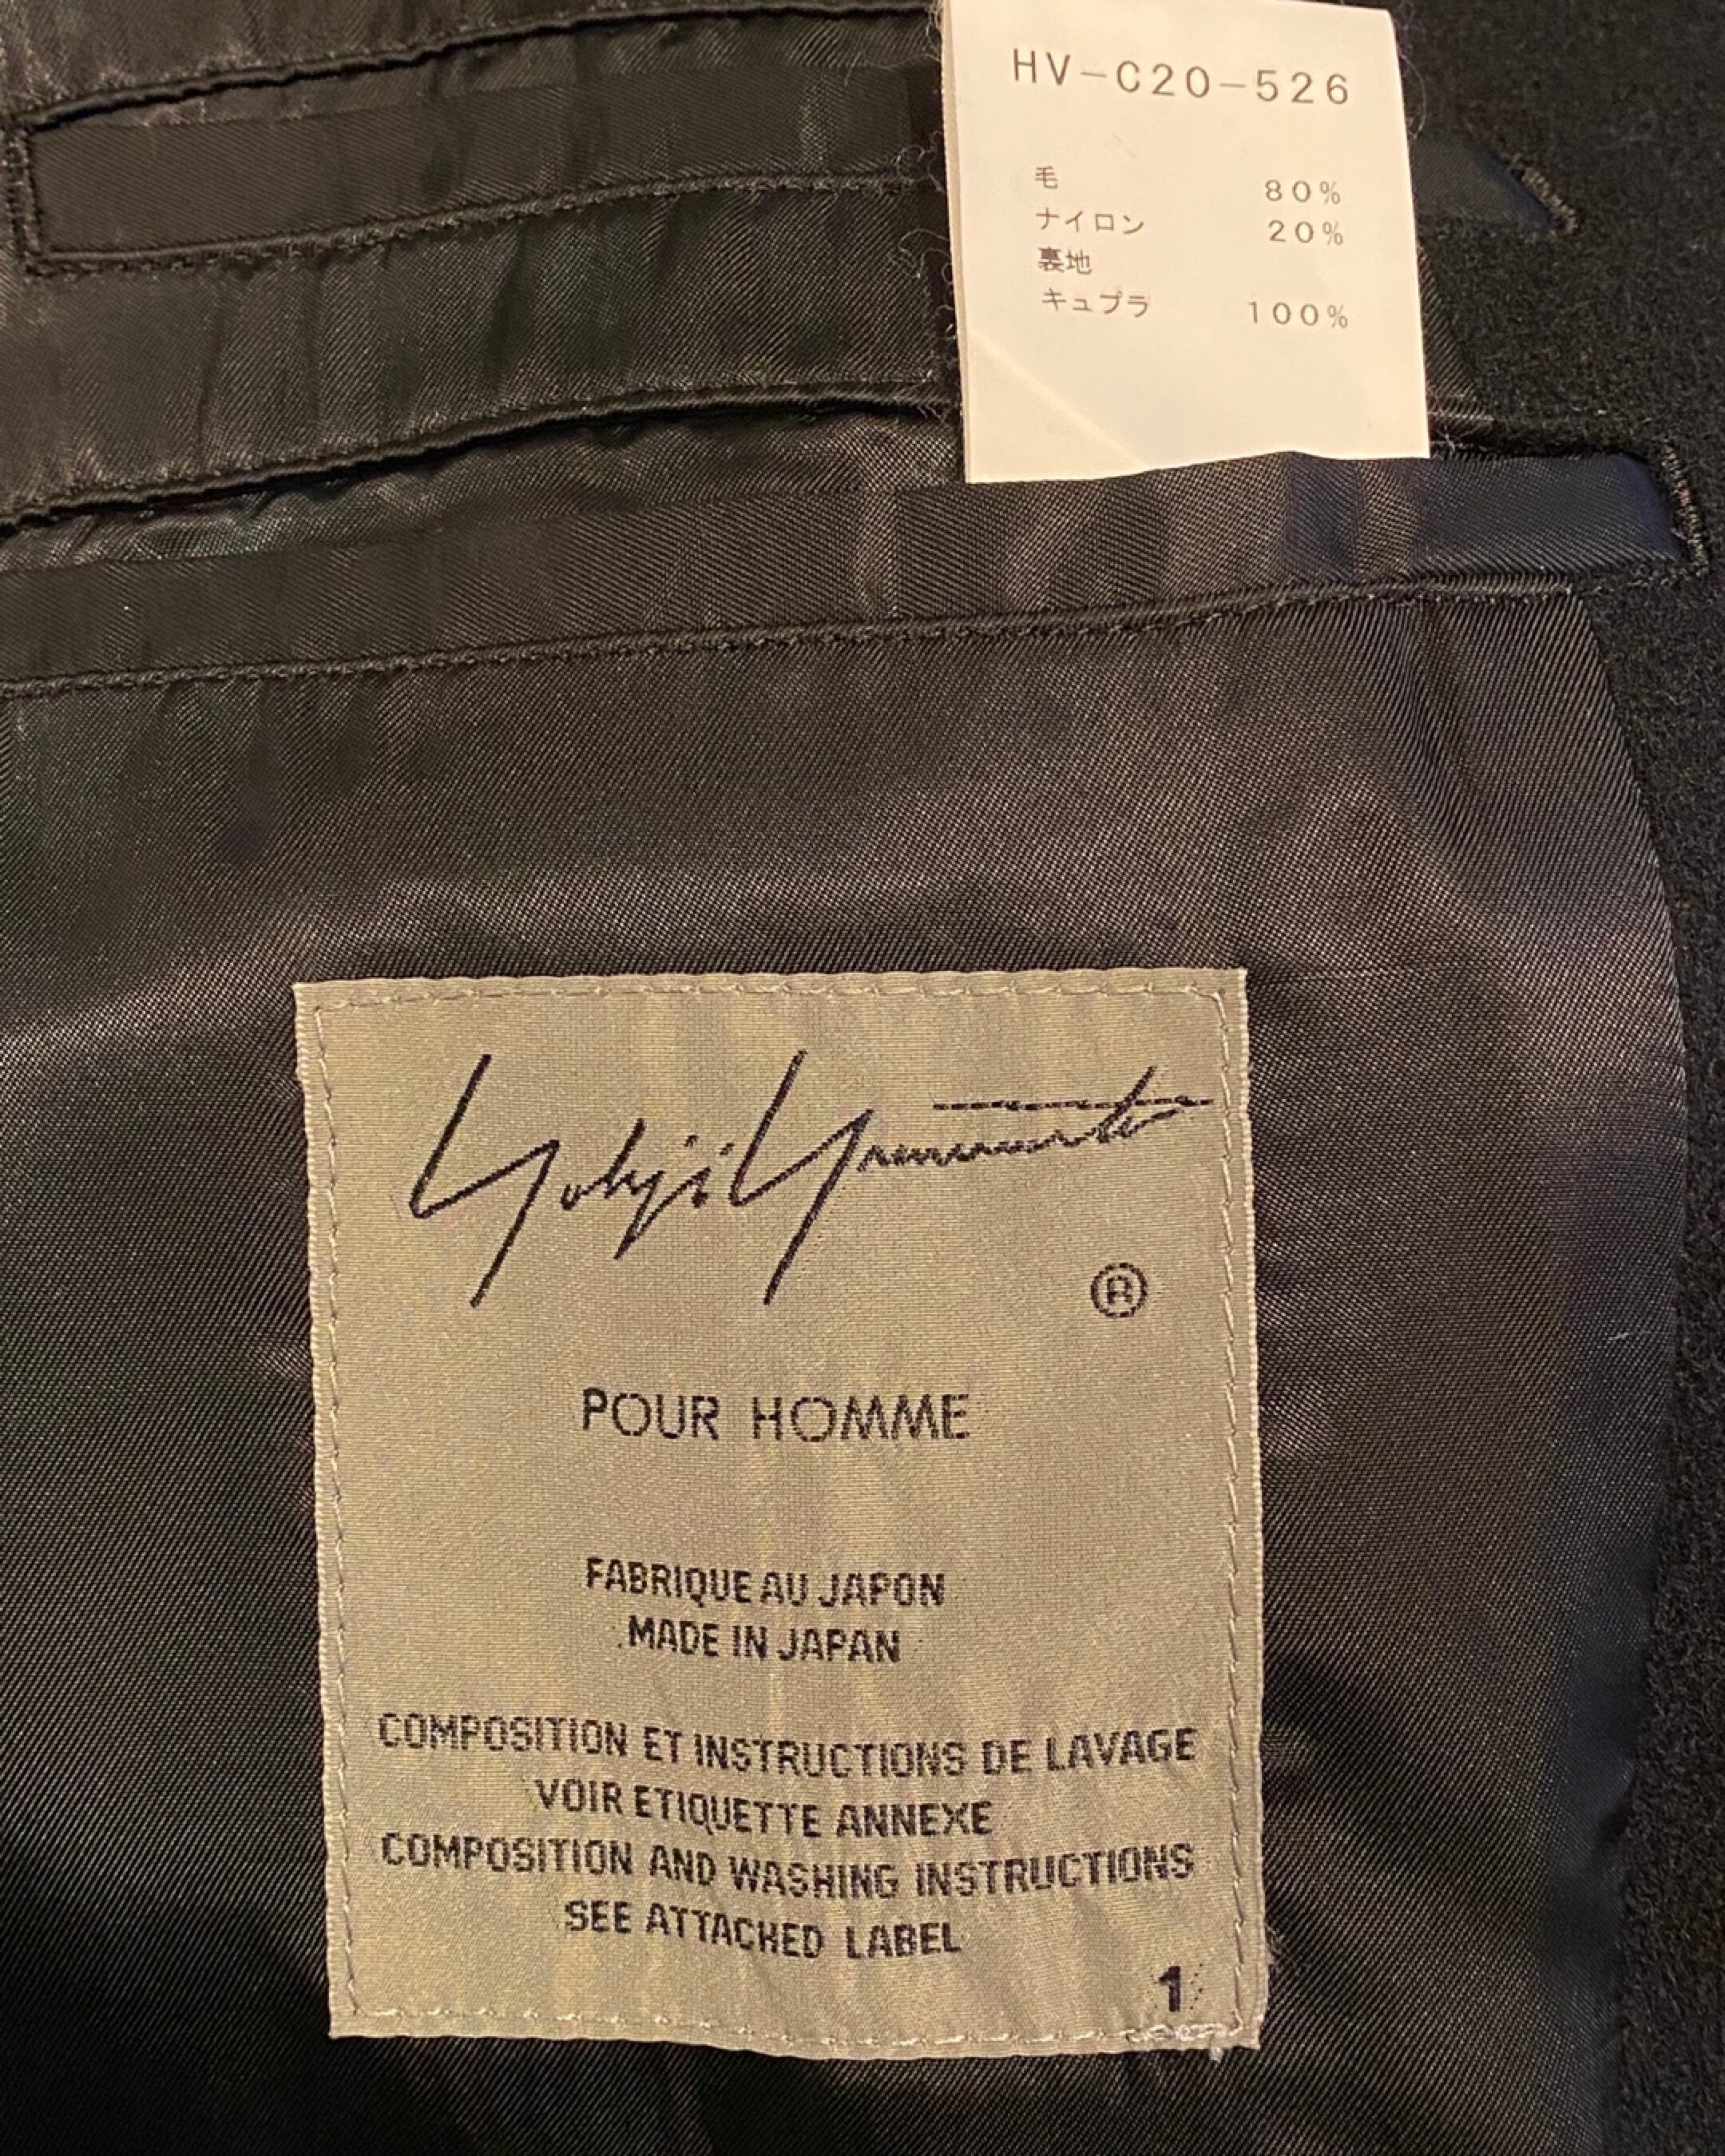 HV-C20-526
毛 80%
ナイロン 20%
裏地
キュプラ 100%
Yohji Yamamoto
®
POUR HOMME
FABRIQUE AU JAPON
MADE IN JAPAN
COMPOSITION ET INSTRUCTIONS DE LAVAGE
VOIR ETIQUETTE ANNEXE
COMPOSITION AND WASHING INSTRUCTIONS
SEE ATTACHED LABEL
1